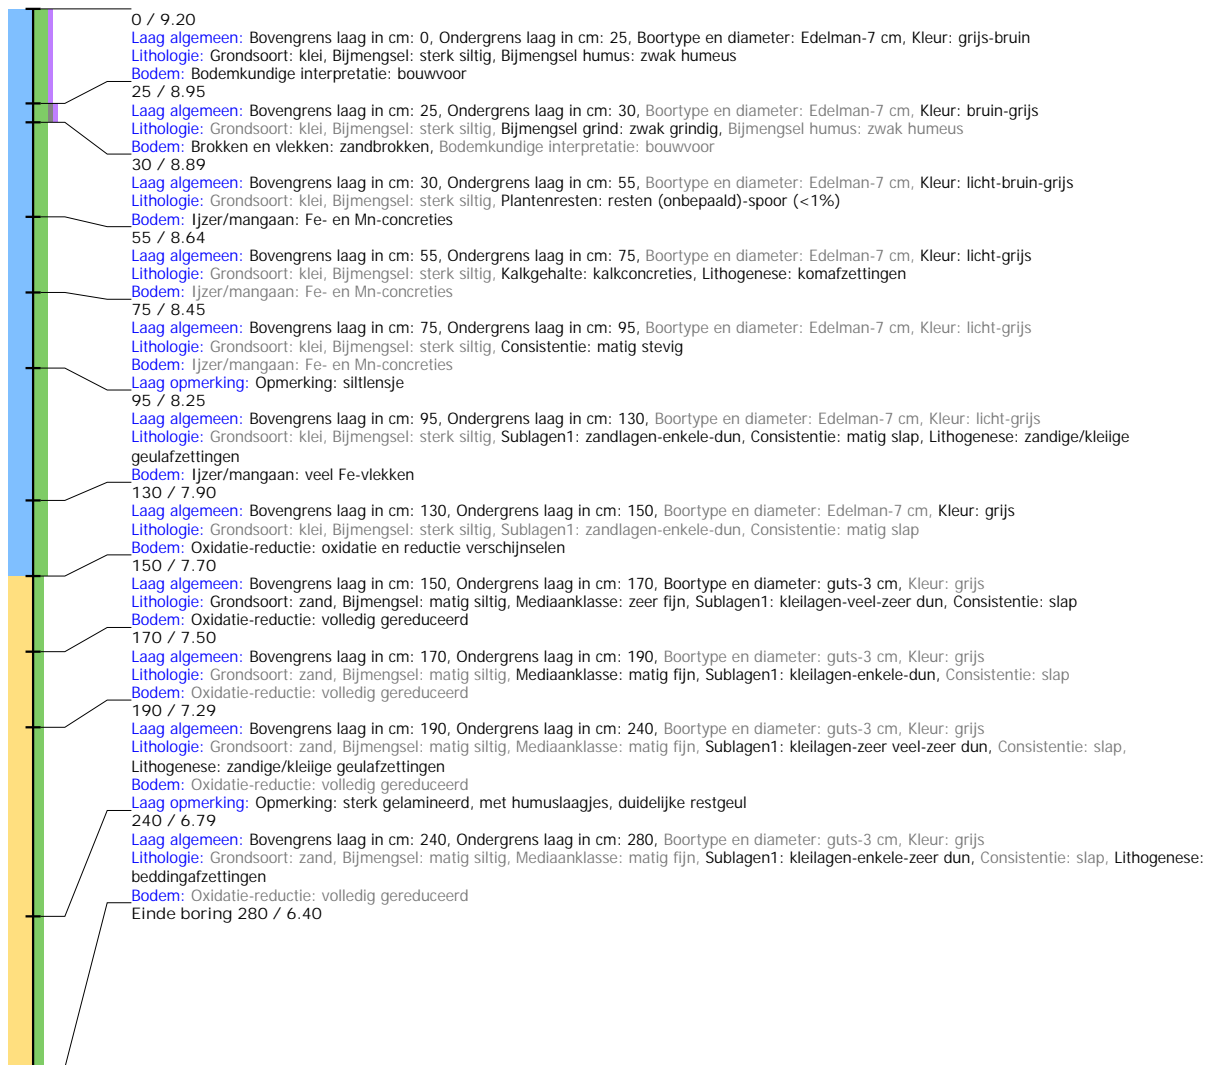 0 / 9.20
Laag algemeen: Bovengrens laag in cm: 0, Ondergrens laag in cm: 25, Boortype en diameter: Edelman-7 cm, Kleur: grijs-bruin
Lithologie: Grondsoort: klei, Bijmengsel: sterk siltig, Bijmengsel humus: zwak humeus
Bodem: Bodemkundige interpretatie: bouwvoor
25 / 8.95
Laag algemeen: Bovengrens laag in cm: 25, Ondergrens laag in cm: 30, Boortype en diameter: Edelman-7 cm, Kleur: bruin-grijs
Lithologie: Grondsoort: klei, Bijmengsel: sterk siltig, Bijmengsel grind: zwak grindig, Bijmengsel humus: zwak humeus
Bodem: Brokken en vlekken: zandbrokken, Bodemkundige interpretatie: bouwvoor
30 / 8.89
Laag algemeen: Bovengrens laag in cm: 30, Ondergrens laag in cm: 55, Boortype en diameter: Edelman-7 cm, Kleur: licht-bruin-grijs
Lithologie: Grondsoort: klei, Bijmengsel: sterk siltig, Plantenresten: resten (onbepaald)-spoor (<1%)
Bodem: Ijzer/mangaan: Fe- en Mn-concreties
55 / 8.64
Laag algemeen: Bovengrens laag in cm: 55, Ondergrens laag in cm: 75, Boortype en diameter: Edelman-7 cm, Kleur: licht-grijs
Lithologie: Grondsoort: klei, Bijmengsel: sterk siltig, Kalkgehalte: kalkconcreties, Lithogenese: komafzettingen
Bodem: Ijzer/mangaan: Fe- en Mn-concreties
75 / 8.45
Laag algemeen: Bovengrens laag in cm: 75, Ondergrens laag in cm: 95, Boortype en diameter: Edelman-7 cm, Kleur: licht-grijs
Lithologie: Grondsoort: klei, Bijmengsel: sterk siltig, Consistentie: matig stevig
Bodem: Ijzer/mangaan: Fe- en Mn-concreties
Laag opmerking: Opmerking: siltlensje
95 / 8.25
Laag algemeen: Bovengrens laag in cm: 95, Ondergrens laag in cm: 130, Boortype en diameter: Edelman-7 cm, Kleur: licht-grijs
Lithologie: Grondsoort: klei, Bijmengsel: sterk siltig, Sublagen1: zandlagen-enkele-dun, Consistentie: matig slap, Lithogenese: zandige/kleiige
geulafzettingen
Bodem: Ijzer/mangaan: veel Fe-vlekken
130 / 7.90
Laag algemeen: Bovengrens laag in cm: 130, Ondergrens laag in cm: 150, Boortype en diameter: Edelman-7 cm, Kleur: grijs
Lithologie: Grondsoort: klei, Bijmengsel: sterk siltig, Sublagen1: zandlagen-enkele-dun, Consistentie: matig slap
Bodem: Oxidatie-reductie: oxidatie en reductie verschijnselen
150 / 7.70
Laag algemeen: Bovengrens laag in cm: 150, Ondergrens laag in cm: 170, Boortype en diameter: guts-3 cm, Kleur: grijs
Lithologie: Grondsoort: zand, Bijmengsel: matig siltig, Mediaanklasse: zeer fijn, Sublagen1: kleilagen-veel-zeer dun, Consistentie: slap
Bodem: Oxidatie-reductie: volledig gereduceerd
170 / 7.50
Laag algemeen: Bovengrens laag in cm: 170, Ondergrens laag in cm: 190, Boortype en diameter: guts-3 cm, Kleur: grijs
Lithologie: Grondsoort: zand, Bijmengsel: matig siltig, Mediaanklasse: matig fijn, Sublagen1: kleilagen-enkele-dun, Consistentie: slap
Bodem: Oxidatie-reductie: volledig gereduceerd
190 / 7.29
Laag algemeen: Bovengrens laag in cm: 190, Ondergrens laag in cm: 240, Boortype en diameter: guts-3 cm, Kleur: grijs
Lithologie: Grondsoort: zand, Bijmengsel: matig siltig, Mediaanklasse: matig fijn, Sublagen1: kleilagen-zeer veel-zeer dun, Consistentie: slap,
Lithogenese: zandige/kleiige geulafzettingen
Bodem: Oxidatie-reductie: volledig gereduceerd
Laag opmerking: Opmerking: sterk gelamineerd, met humuslaagjes, duidelijke restgeul
240 / 6.79
Laag algemeen: Bovengrens laag in cm: 240, Ondergrens laag in cm: 280, Boortype en diameter: guts-3 cm, Kleur: grijs
Lithologie: Grondsoort: zand, Bijmengsel: matig siltig, Mediaanklasse: matig fijn, Sublagen1: kleilagen-enkele-zeer dun, Consistentie: slap, Lithogenese:
beddingafzettingen
Bodem: Oxidatie-reductie: volledig gereduceerd
Einde boring 280 / 6.40